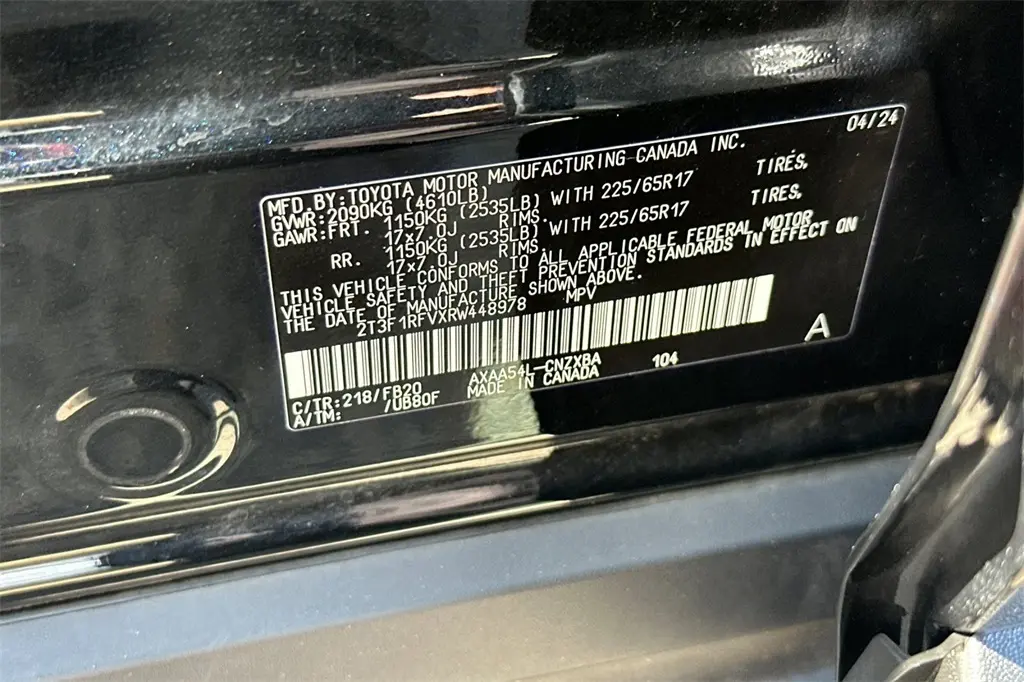 04/24
MFD.BY:TOYOTA MOTOR MANUFACTURING CANADA INC.
GVWR:2090KG (4610LB)
GAWR:FRT. 1150KG (2535LB) WITH 225/65R17 TIRES,
17x7.0J RIMS.
RR. 1150KG (2535LB) WITH 225/65R17 TIRES,
17x7.0J RIMS.
THIS VEHICLE CONFORMS TO ALL APPLICABLE FEDERAL MOTOR
VEHICLE SAFETY AND THEFT PREVENTION STANDARDS IN EFFECT ON
THE DATE OF MANUFACTURE SHOWN ABOVE.
2T3F1RFVXRW448978 MPV
A
C/TR:218/FB20 AXAA54L-CNZXBA 104
A/TM: /UB80F MADE IN CANADA